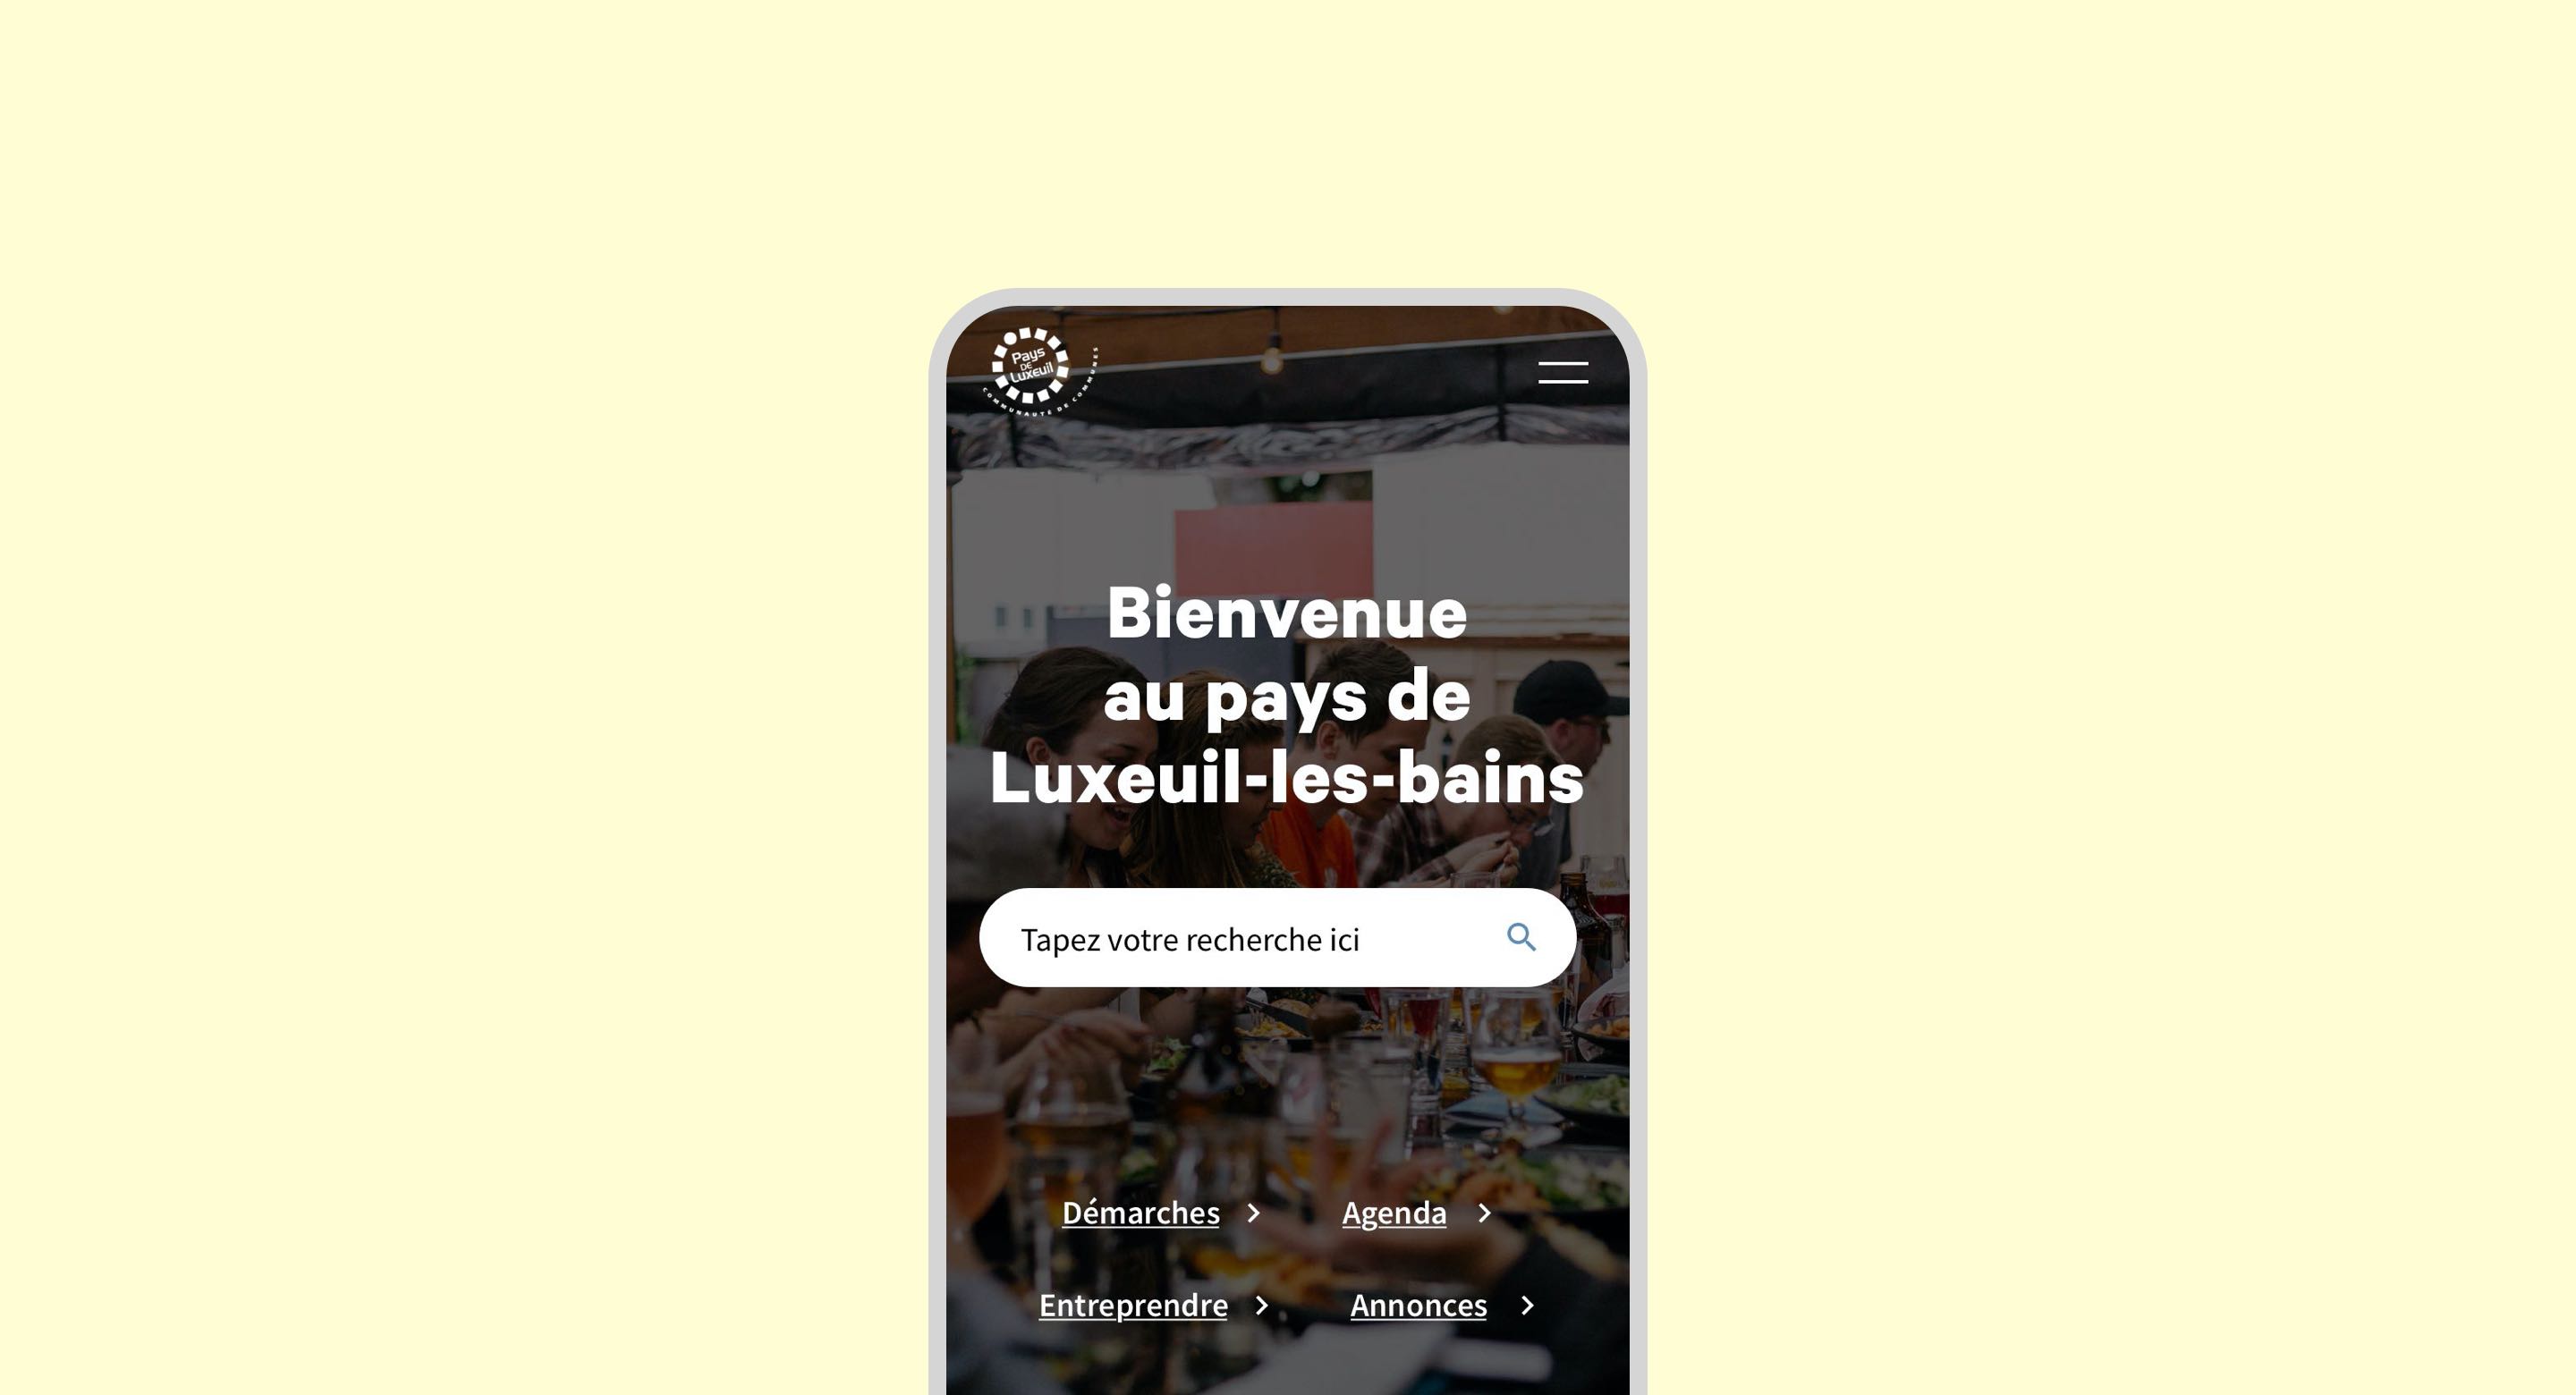 Pays
DE
Luxeuil
COMMUNAUTÉ DE COMMUNES
Bienvenue
au pays de
Luxeuil-les-bains
Tapez votre recherche ici
Démarches
Agenda
Entreprendre
Annonces